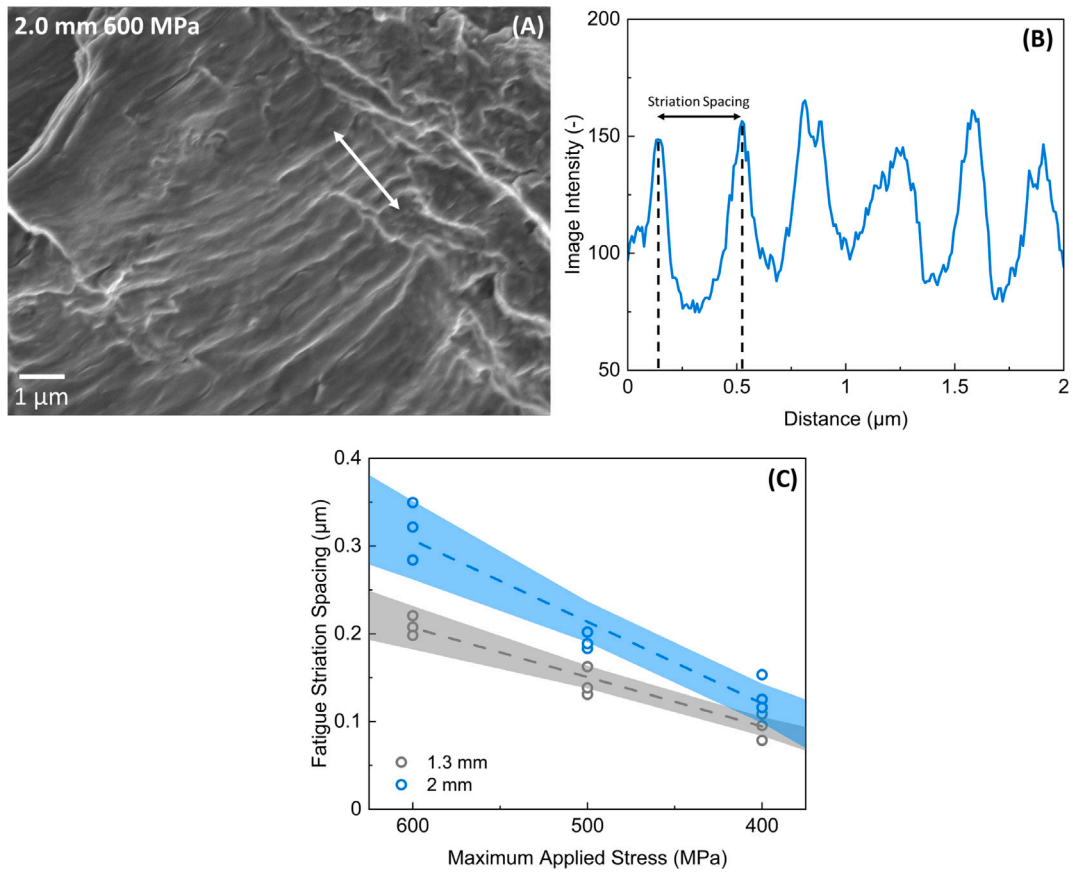 2.0 mm 600 MPa
(A)
1 µm
(B)
Striation Spacing
Image Intensity (-)
200
150
100
50
0
0.5
1
1.5
2
Distance (µm)
(C)
Fatigue Striation Spacing (µm)
0.4
0.3
0.2
0.1
0
1.3 mm
2 mm
600
500
400
Maximum Applied Stress (MPa)